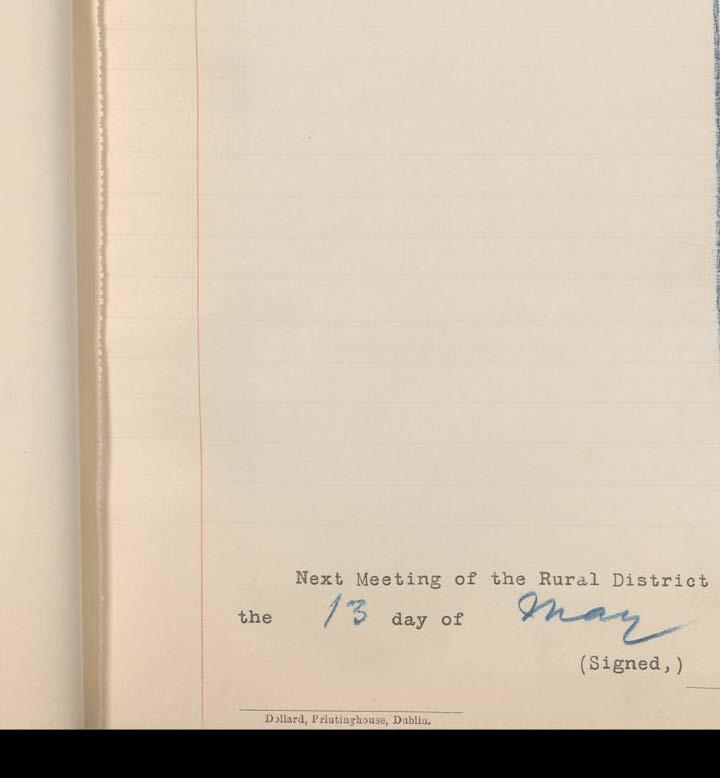 Next Meeting of the Rural District
the 13 day of May
(Signed,)
Dollard, Printinghouse, Dublin.